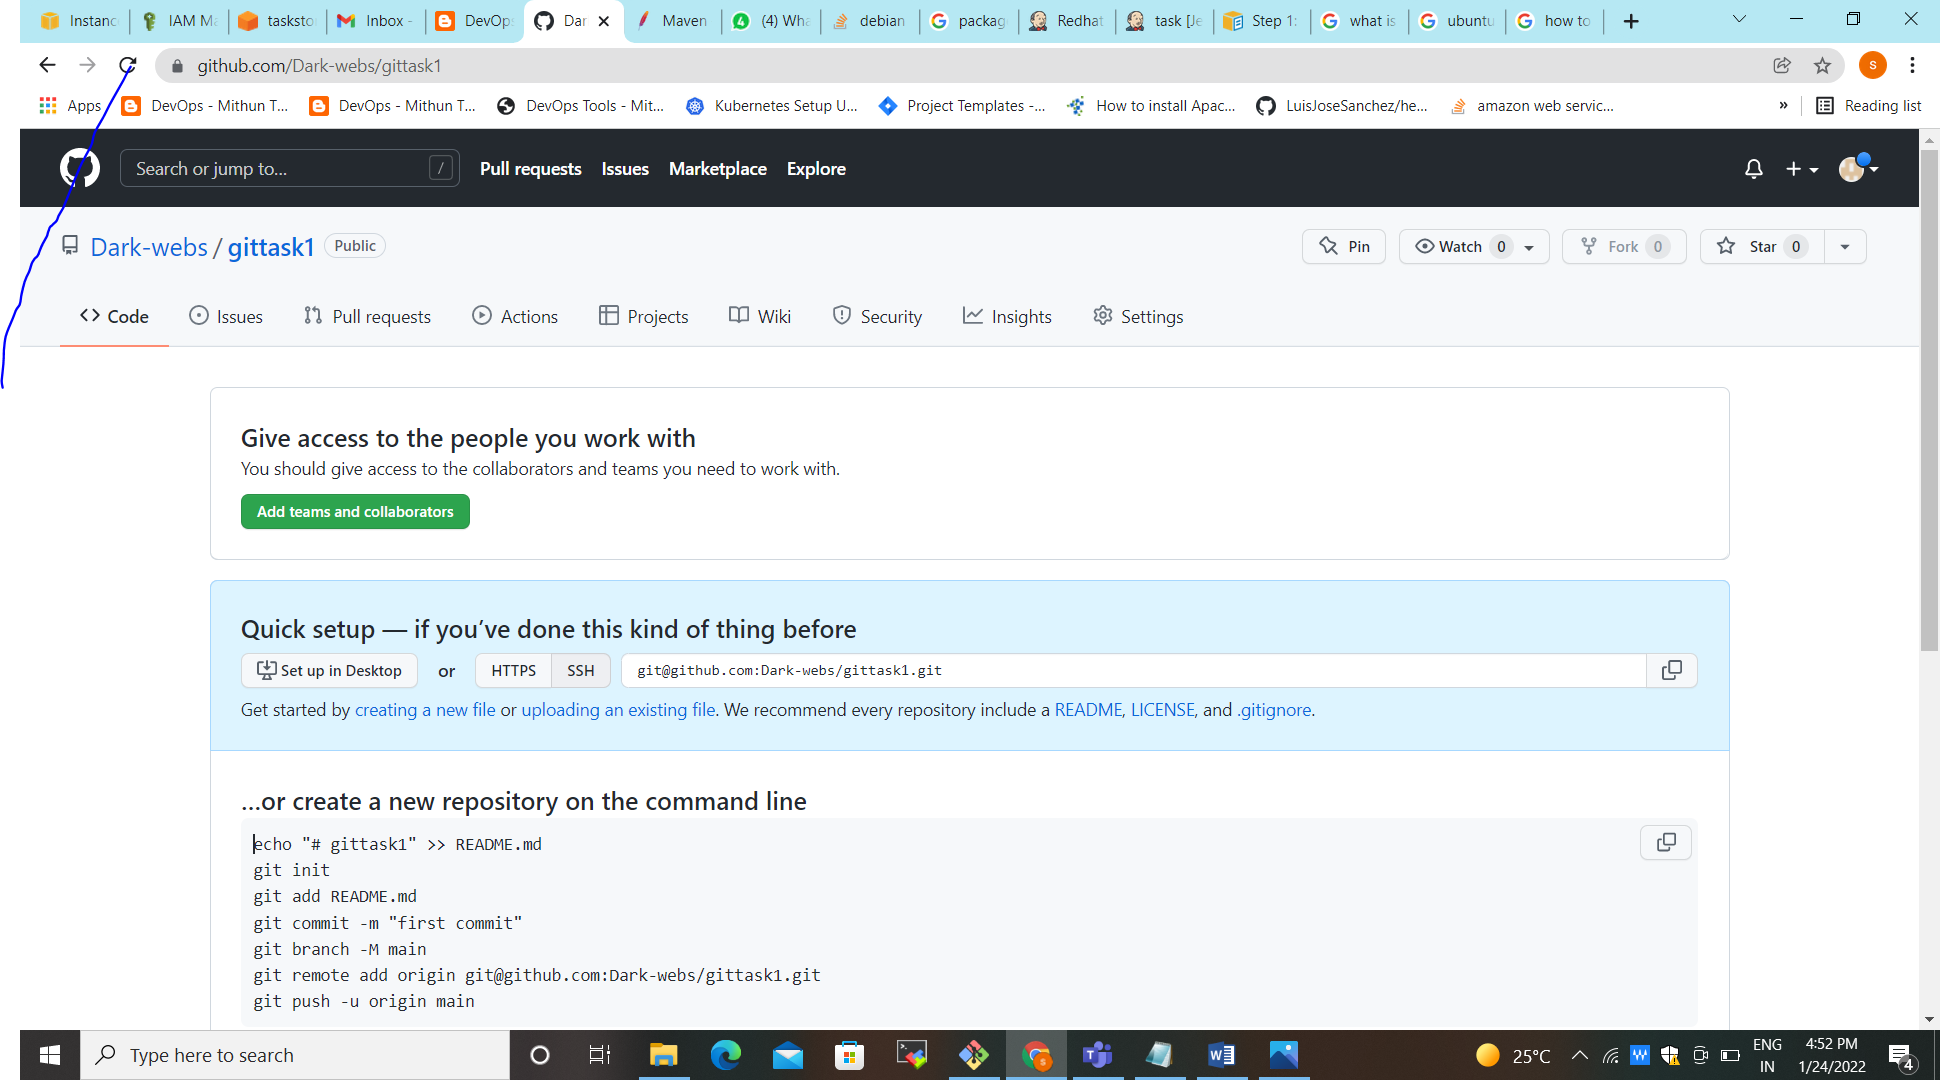 Instanc IAM Ma taskstor Inbox - DevOps Dar Maven (4) Wha debian packag Redhat task [Je Step 1: what is ubuntu how to
github.com/Dark-webs/gittask1 S
Apps DevOps - Mithun T... DevOps - Mithun T... DevOps Tools - Mit... Kubernetes Setup U... Project Templates -... How to install Apac... LuisJoseSanchez/he... amazon web servic... » Reading list
Search or jump to... / Pull requests Issues Marketplace Explore
Dark-webs / gittask1 Public Pin Watch 0 Fork 0 Star 0
Code Issues Pull requests Actions Projects Wiki Security Insights Settings
Give access to the people you work with
You should give access to the collaborators and teams you need to work with.
Add teams and collaborators
Quick setup — if you’ve done this kind of thing before
Set up in Desktop or HTTPS SSH git@github.com:Dark-webs/gittask1.git
Get started by creating a new file or uploading an existing file. We recommend every repository include a README, LICENSE, and .gitignore.
…or create a new repository on the command line
echo "# gittask1" >> README.md
git init
git add README.md
git commit -m "first commit"
git branch -M main
git remote add origin git@github.com:Dark-webs/gittask1.git
git push -u origin main
Type here to search 25°C ENG IN 4:52 PM 1/24/2022 4